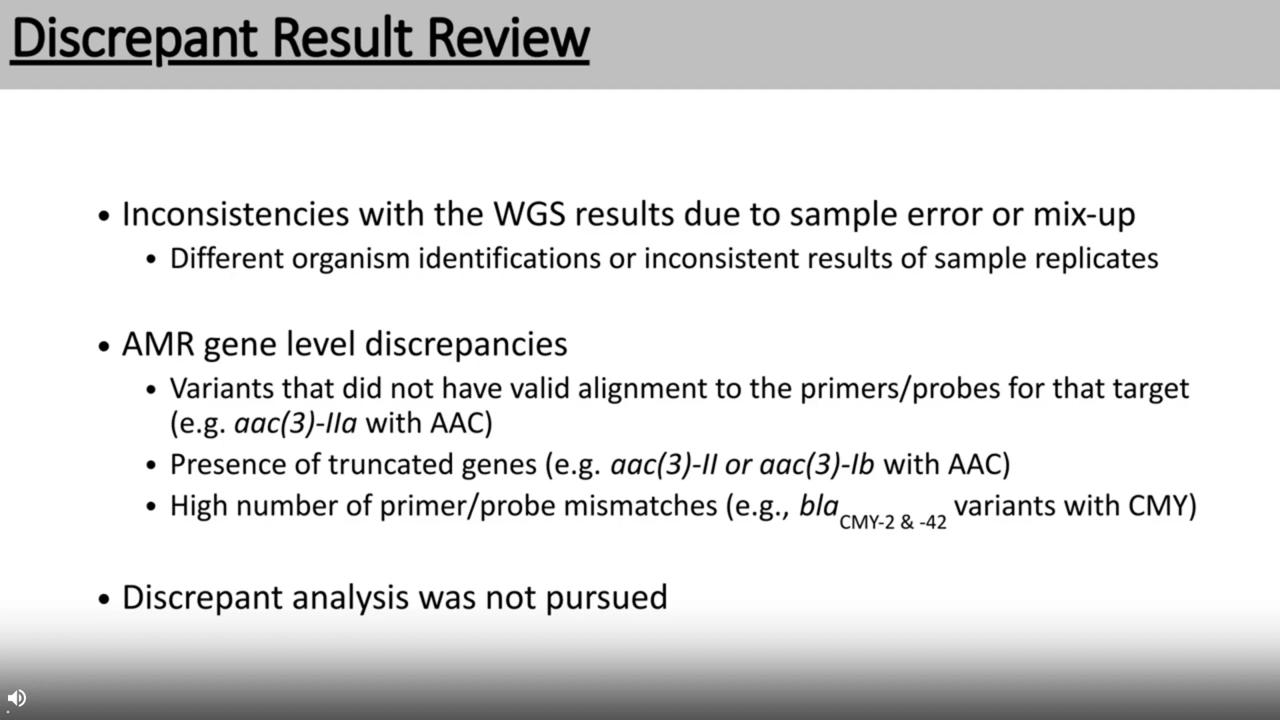 Discrepant Result Review
• Inconsistencies with the WGS results due to sample error or mix-up
• Different organism identifications or inconsistent results of sample replicates
• AMR gene level discrepancies
• Variants that did not have valid alignment to the primers/probes for that target
(e.g. aac(3)-IIa with AAC)
• Presence of truncated genes (e.g. aac(3)-II or aac(3)-Ib with AAC)
• High number of primer/probe mismatches (e.g., bla CMY-2 & -42 variants with CMY)
• Discrepant analysis was not pursued